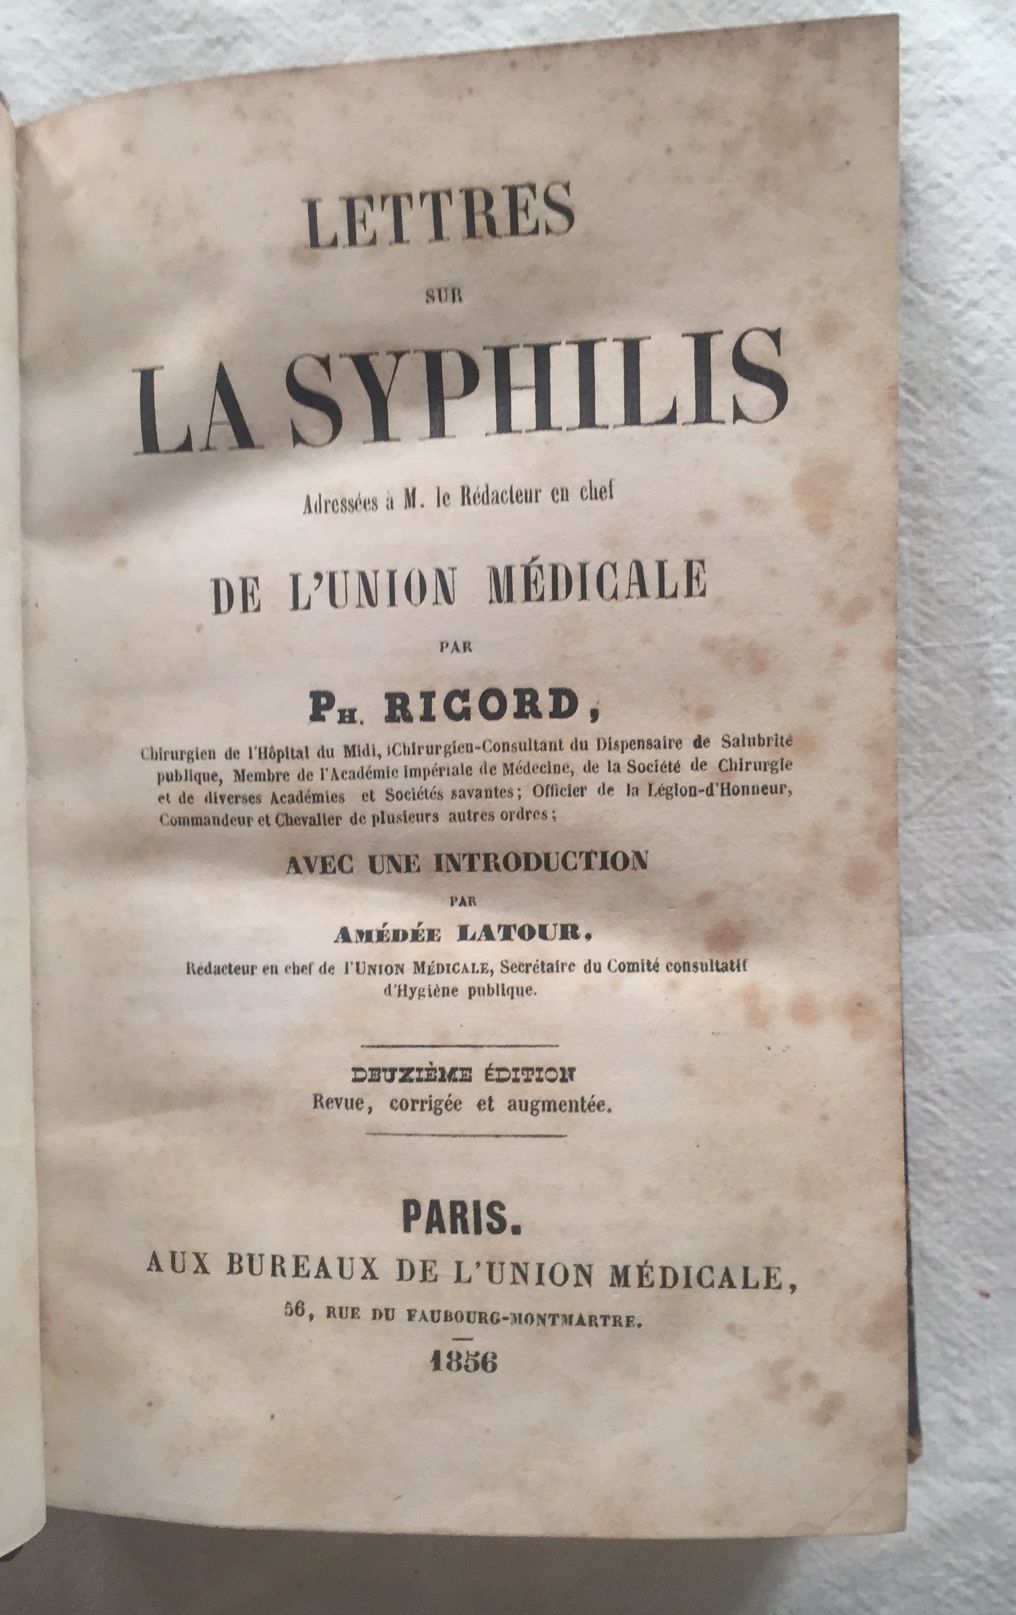 LETTRES
SUR
LA SYPHILIS
Adressées à M. le Rédacteur en chef
DE L'UNION MÉDICALE
PAR
PH. RICORD,
Chirurgien de l'Hôpital du Midi, Chirurgien-Consultant du Dispensaire de Salubrité
publique, Membre de l'Académie impériale de Médecine, de la Société de Chirurgie
et de diverses Académies et Sociétés savantes; Officier de la Légion-d'Honneur,
Commandeur et Chevalier de plusieurs autres ordres;
AVEC UNE INTRODUCTION
PAR
AMÉDÉE LATOUR,
Rédacteur en chef de l'UNION MÉDICALE, Secrétaire du Comité consultatif
d'Hygiène publique.
DEUXIÈME ÉDITION
Revue, corrigée et augmentée.
PARIS.
AUX BUREAUX DE L'UNION MÉDICALE,
56, RUE DU FAUBOURG-MONTMARTRE.
1856